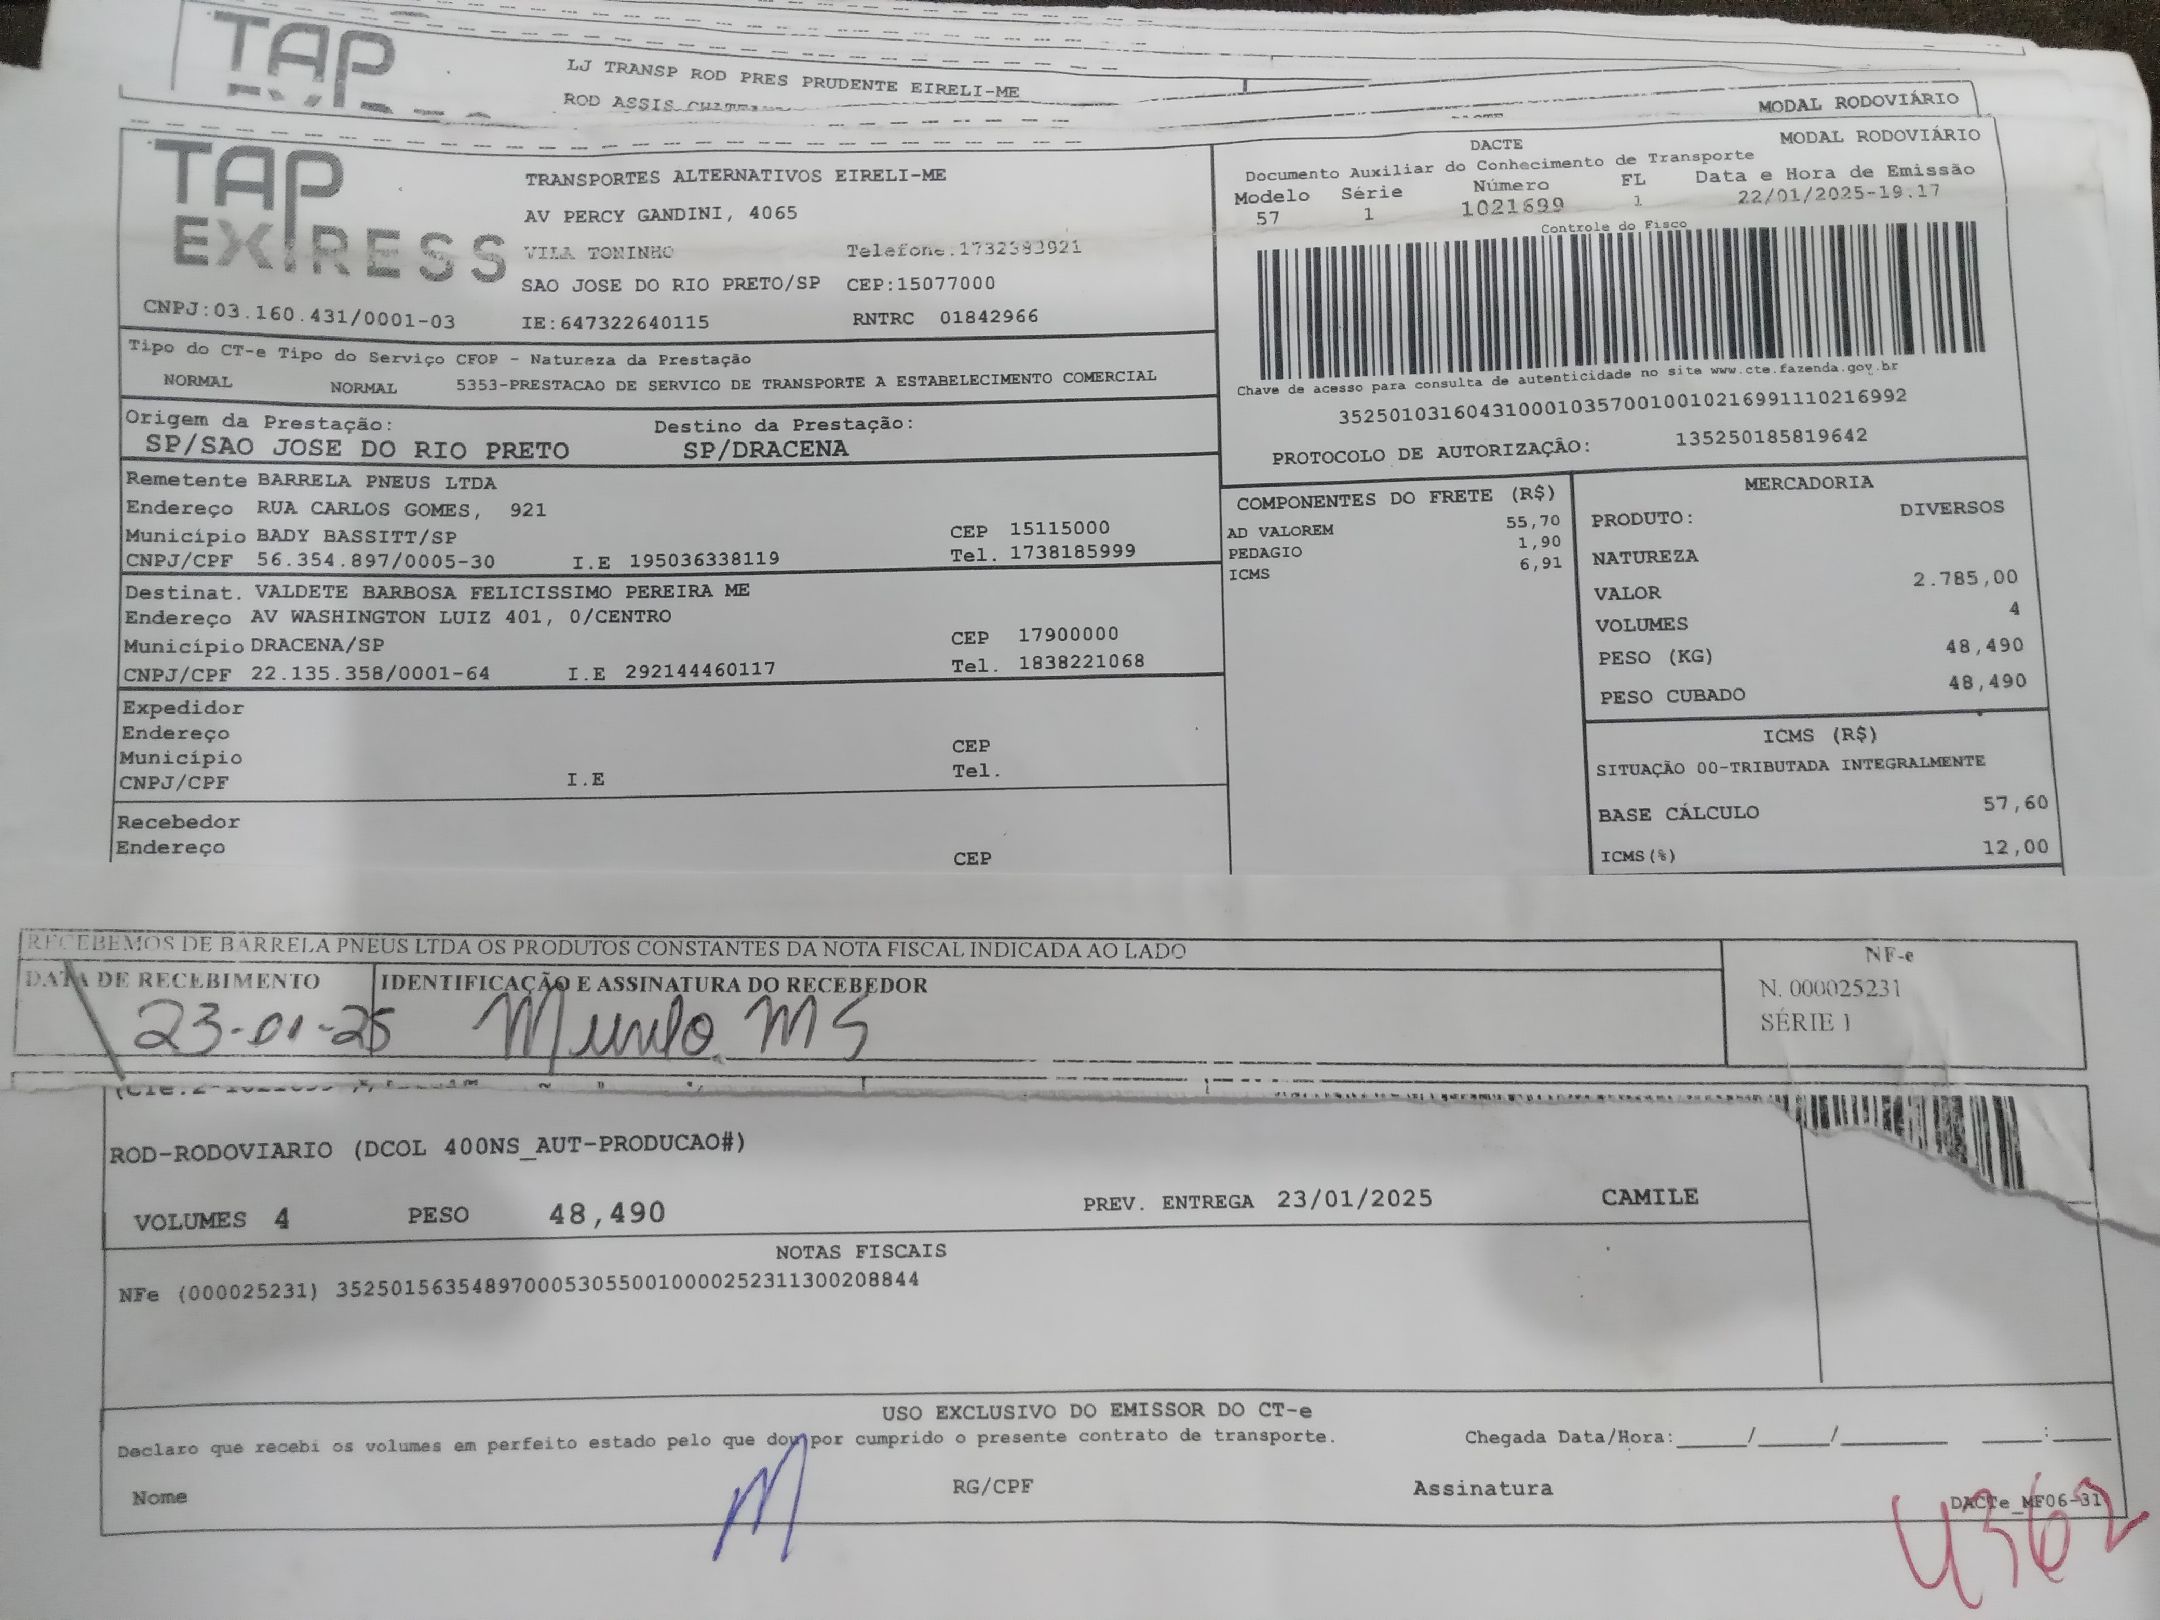 TAP
LJ TRANSP ROD PRES PRUDENTE EIRELI-ME
ROD ASSIS
MODAL RODOVIÁRIO
TAP EXPRESS
TRANSPORTES ALTERNATIVOS EIRELI-ME
AV PERCY GANDINI, 4065
VILA TONINHO Telefone:1732383921
SAO JOSE DO RIO PRETO/SP CEP:15077000
CNPJ:03.160.431/0001-03 IE:647322640115 RNTRC 01842966
DACTE MODAL RODOVIÁRIO
Documento Auxiliar do Conhecimento de Transporte
Modelo Série Número FL Data e Hora de Emissão
57 1 1021699 1 22/01/2025-19.17
Controle do Fisco
Chave de acesso para consulta de autenticidade no site www.cte.fazenda.gov.br
35250103160431000103570010010216991110216992
PROTOCOLO DE AUTORIZAÇÃO: 135250185819642
Tipo do CT-e Tipo do Serviço CFOP - Natureza da Prestação
NORMAL NORMAL 5353-PRESTACAO DE SERVICO DE TRANSPORTE A ESTABELECIMENTO COMERCIAL
Origem da Prestação: Destino da Prestação:
SP/SAO JOSE DO RIO PRETO SP/DRACENA
Remetente BARRELA PNEUS LTDA
Endereço RUA CARLOS GOMES, 921
Município BADY BASSITT/SP CEP 15115000
CNPJ/CPF 56.354.897/0005-30 I.E 195036338119 Tel. 1738185999
Destinat. VALDETE BARBOSA FELICISSIMO PEREIRA ME
Endereço AV WASHINGTON LUIZ 401, 0/CENTRO
Município DRACENA/SP CEP 17900000
CNPJ/CPF 22.135.358/0001-64 I.E 292144460117 Tel. 1838221068
Expedidor
Endereço
Município CEP
CNPJ/CPF I.E Tel.
Recebedor
Endereço CEP
COMPONENTES DO FRETE (R$)
AD VALOREM 55,70
PEDAGIO 1,90
ICMS 6,91
MERCADORIA
PRODUTO: DIVERSOS
NATUREZA
VALOR 2.785,00
VOLUMES 4
PESO (KG) 48,490
PESO CUBADO 48,490
ICMS (R$)
SITUAÇÃO 00-TRIBUTADA INTEGRALMENTE
BASE CÁLCULO 57,60
ICMS(%) 12,00
RECEBEMOS DE BARRELA PNEUS LTDA OS PRODUTOS CONSTANTES DA NOTA FISCAL INDICADA AO LADO
DATA DE RECEBIMENTO IDENTIFICAÇÃO E ASSINATURA DO RECEBEDOR
23-01-25 MS
NF-e
N. 000025231
SÉRIE 1
ROD-RODOVIARIO (DCOL 400NS_AUT-PRODUCAO#)
VOLUMES 4 PESO 48,490 PREV. ENTREGA 23/01/2025 CAMILE
NOTAS FISCAIS
NFe (000025231) 35250156354897000530550010000252311300208844
USO EXCLUSIVO DO EMISSOR DO CT-e
Declaro que recebi os volumes em perfeito estado pelo que dou por cumprido o presente contrato de transporte. Chegada Data/Hora:_____/_____/_______ ____:____
Nome RG/CPF Assinatura
M
DACTe_MF06-31
4362